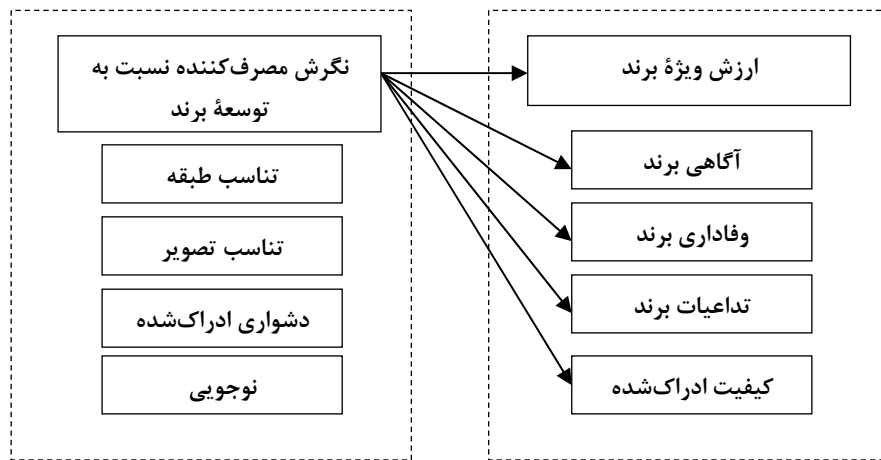 نگرش مصرف‌کننده نسبت به
توسعهٔ برند
تناسب طبقه
تناسب تصویر
دشواری ادراک‌شده
نوجویی
ارزش ویژهٔ برند
آگاهی برند
وفاداری برند
تداعیات برند
کیفیت ادراک‌شده